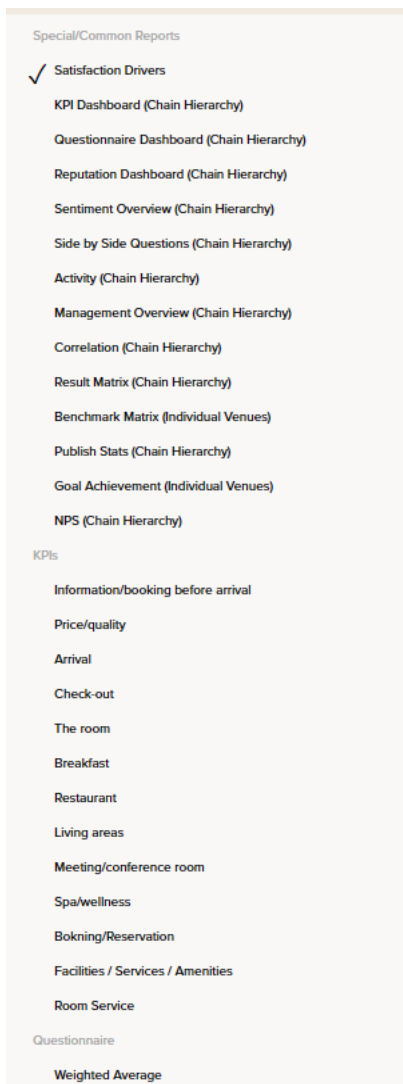 Special/Common Reports
Satisfaction Drivers
KPI Dashboard (Chain Hierarchy)
Questionnaire Dashboard (Chain Hierarchy)
Reputation Dashboard (Chain Hierarchy)
Sentiment Overview (Chain Hierarchy)
Side by Side Questions (Chain Hierarchy)
Activity (Chain Hierarchy)
Management Overview (Chain Hierarchy)
Correlation (Chain Hierarchy)
Result Matrix (Chain Hierarchy)
Benchmark Matrix (Individual Venues)
Publish Stats (Chain Hierarchy)
Goal Achievement (Individual Venues)
NPS (Chain Hierarchy)
KPIs
Information/booking before arrival
Price/quality
Arrival
Check-out
The room
Breakfast
Restaurant
Living areas
Meeting/conference room
Spa/wellness
Bokning/Reservation
Facilities / Services / Amenities
Room Service
Questionnaire
Weighted Average